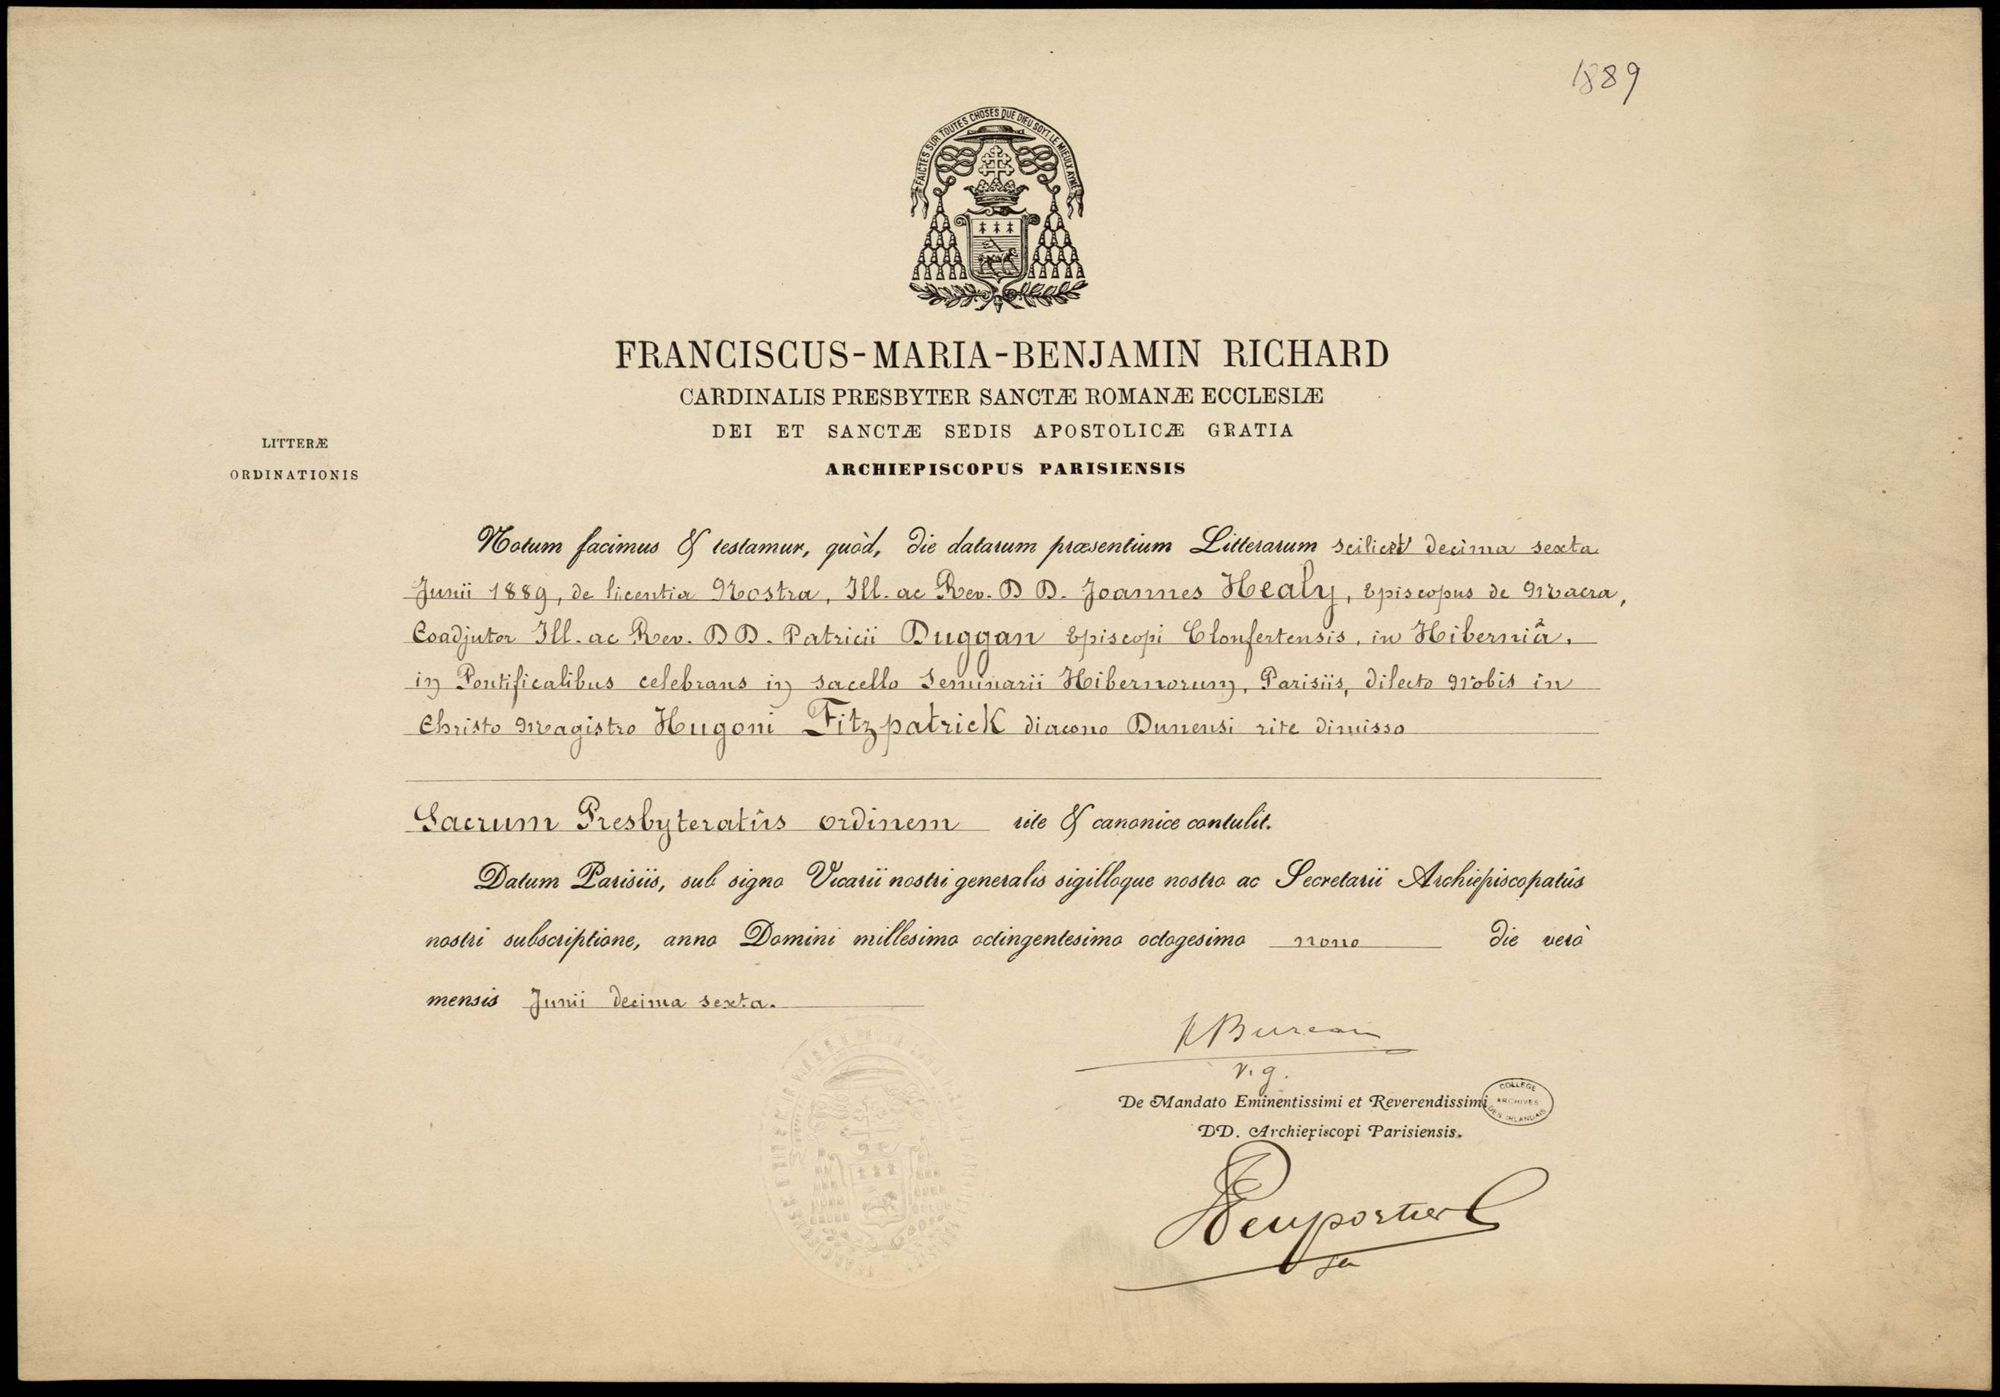 1889
FAICTES SUR TOUTES CHOSES QUE DIEU SOYT LE MIEULX AYMÉ
FRANCISCUS-MARIA-BENJAMIN RICHARD
CARDINALIS PRESBYTER SANCTÆ ROMANÆ ECCLESIÆ
DEI ET SANCTÆ SEDIS APOSTOLICÆ GRATIA
ARCHIEPISCOPUS PARISIENSIS
LITTERÆ
ORDINATIONIS
Notum facimus & testamur, quòd, die datarum præsentium Litterarum scilicet decima sexta
Junii 1889, de licentia Nostra, Ill. ac Rev. D D. Joannes Healy, Episcopus de Macra,
Coadjutor Ill. ac Rev. D D. Patricii Duggan Episcopi Clonfertensis, in Hiberniâ,
in Pontificalibus celebrans in sacello Seminarii Hibernorum, Parisiis, dilecto Nobis in
Christo Magistro Hugoni Fitzpatrick diacono Dunensi rite dimisso
Sacrum Presbyteratûs ordinem rite & canonice contulit.
Datum Parisiis, sub signo Vicarii nostri generalis sigilloque nostro ac Secretarii Archiepiscopatûs
nostri subscriptione, anno Domini millesimo octingentesimo octogesimo nono die verò
mensis Junii decima sexta.
Bureau
v. g.
De Mandato Eminentissimi et Reverendissimi
DD. Archiepiscopi Parisiensis.
COLLEGE
ARCHIVES
DES IRLANDAIS
Peuportier